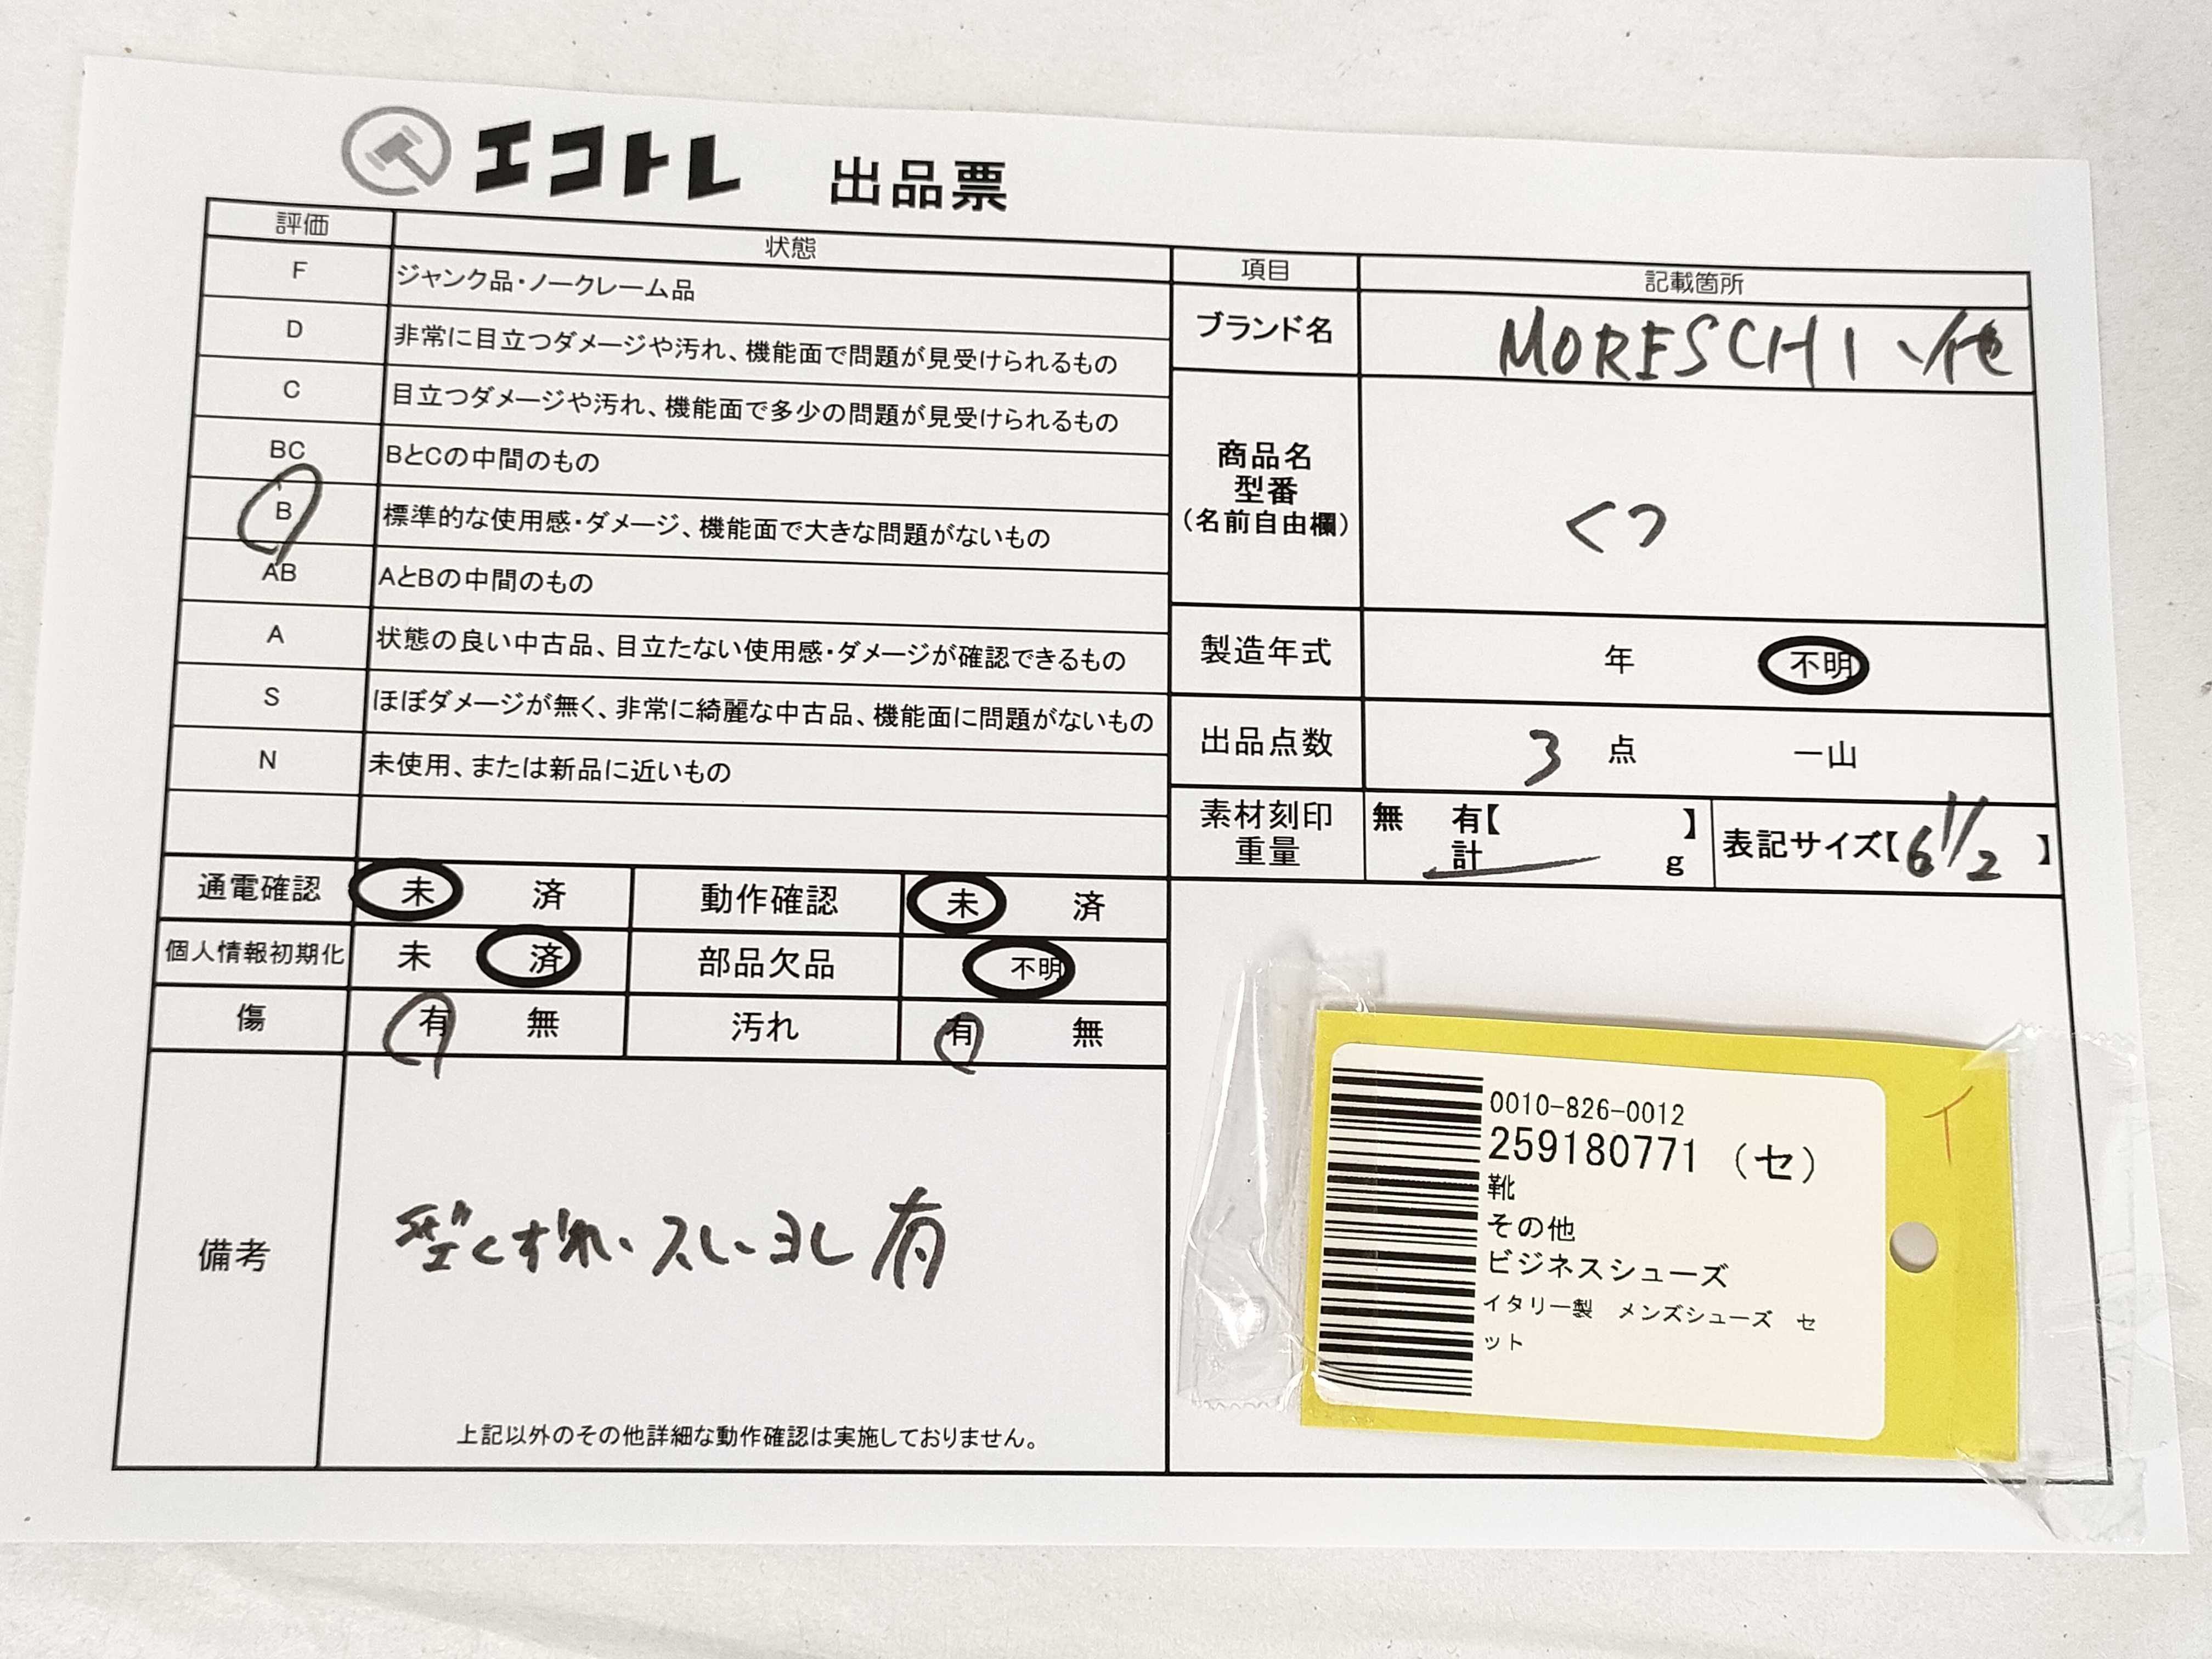 エコトレ 出品票
評価 状態
F ジャンク品・ノークレーム品
D 非常に目立つダメージや汚れ、機能面で問題が見受けられるもの
C 目立つダメージや汚れ、機能面で多少の問題が見受けられるもの
BC BとCの中間のもの
B 標準的な使用感・ダメージ、機能面で大きな問題がないもの
AB AとBの中間のもの
A 状態の良い中古品、目立たない使用感・ダメージが確認できるもの
S ほぼダメージが無く、非常に綺麗な中古品、機能面に問題がないもの
N 未使用、または新品に近いもの
通電確認 未 済 動作確認 未 済
個人情報初期化 未 済 部品欠品 不明
傷 有 無 汚れ 有 無
備考 型くずれ、スレ、ヨレ 有
上記以外のその他詳細な動作確認は実施しておりません。
項目 記載箇所
ブランド名 MORESCHI、他
商品名
型番
(名前自由欄)
くつ
製造年式 年 不明
出品点数 3 点 一山
素材刻印 無 有【 】
重量 計 g
表記サイズ【6 1/2】
0010-826-0012
259180771 (セ)
靴
その他
ビジネスシューズ
イタリー製 メンズシューズ セ
ット
イ